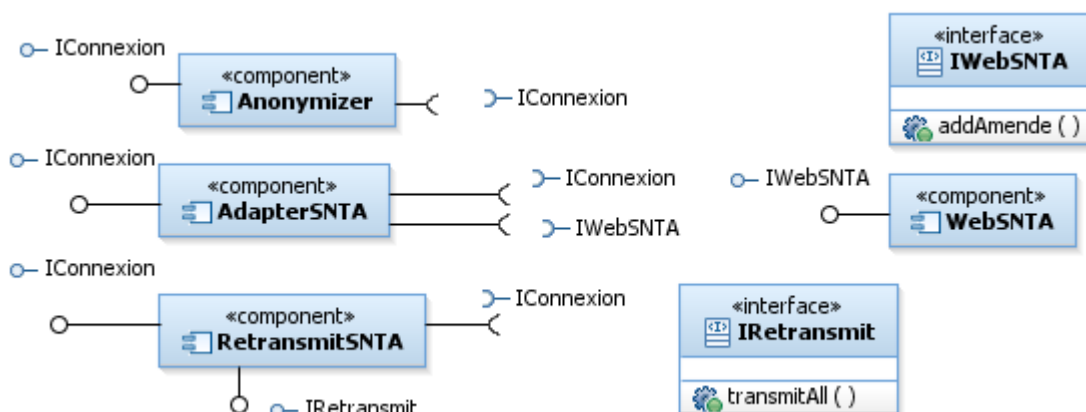 IConnexion
«component»
Anonymizer
IConnexion
«interface»
IWebSNTA
addAmende ( )
IConnexion
«component»
AdapterSNTA
IConnexion
IWebSNTA
IWebSNTA
«component»
WebSNTA
IConnexion
«component»
RetransmitSNTA
IConnexion
IRetransmit
«interface»
IRetransmit
transmitAll ( )